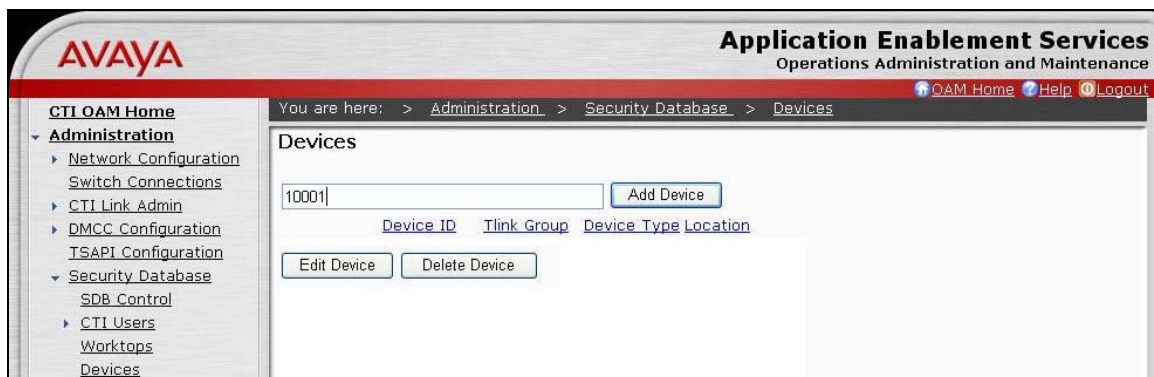 AVAYA
Application Enablement Services
Operations Administration and Maintenance
OAM Home Help Logout
CTI OAM Home
Administration
Network Configuration
Switch Connections
CTI Link Admin
DMCC Configuration
TSAPI Configuration
Security Database
SDB Control
CTI Users
Worktops
Devices
You are here: > Administration > Security Database > Devices
Devices
10001 Add Device
Device ID Tlink Group Device Type Location
Edit Device Delete Device